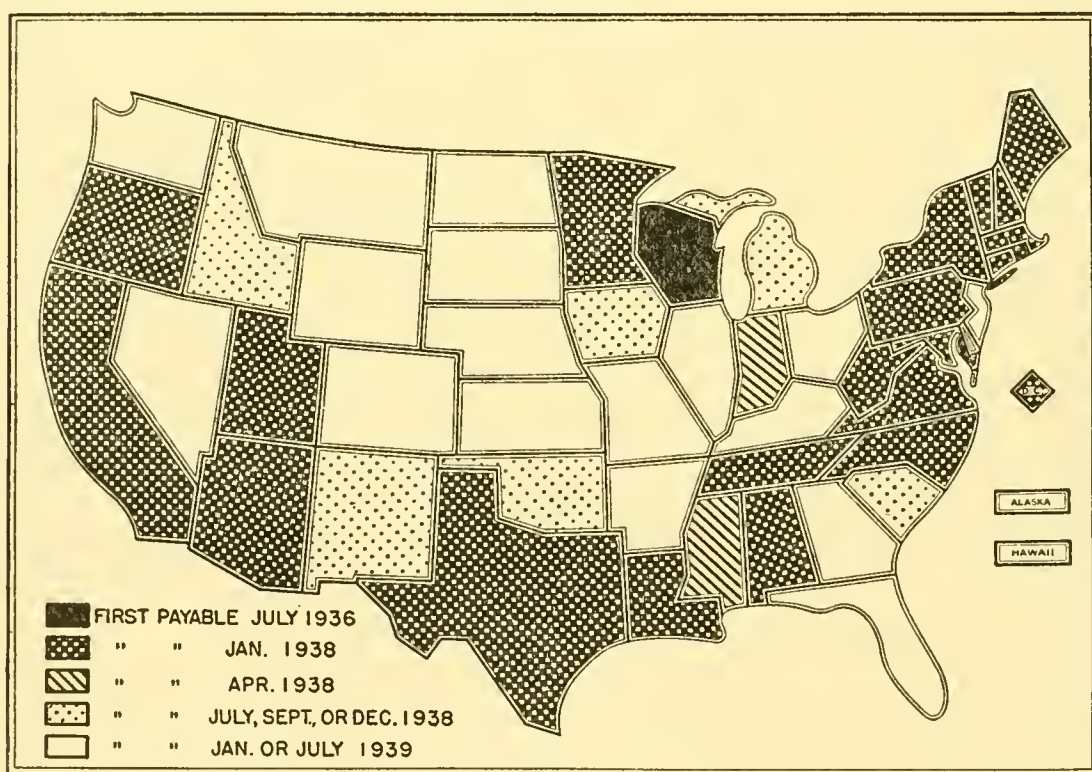 D.C.
ALASKA
HAWAII
FIRST PAYABLE JULY 1936
" " JAN. 1938
" " APR. 1938
" " JULY, SEPT., OR DEC. 1938
" " JAN. OR JULY 1939